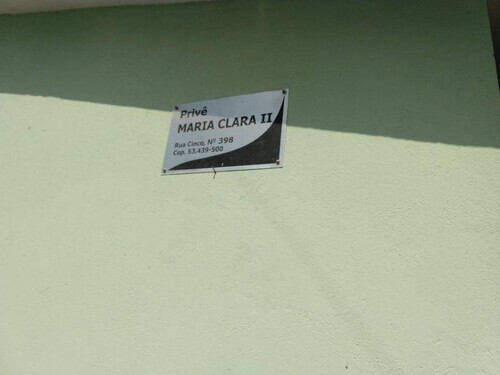 Privê
MARIA CLARA II
Rua Cinco, Nº 398
Cep. 53.439-500